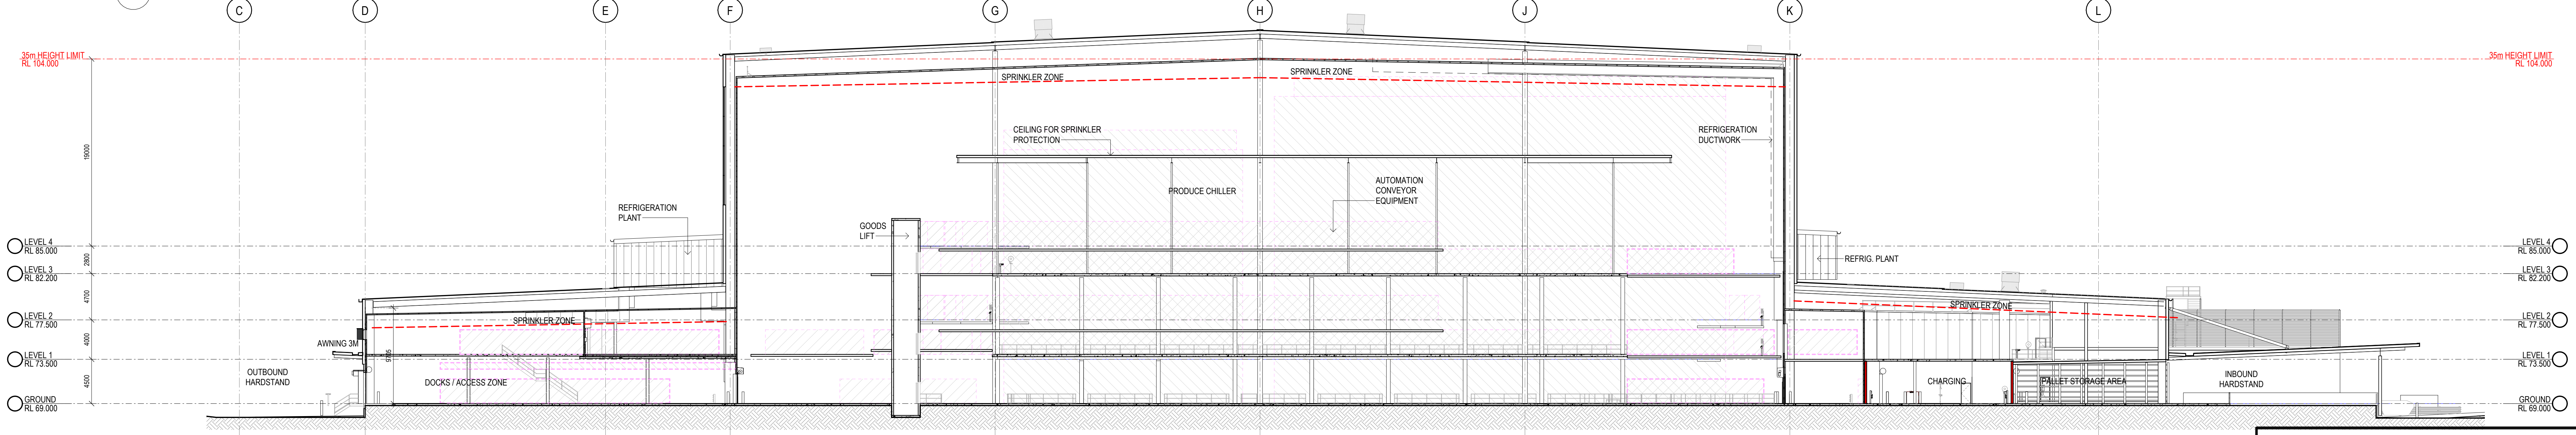 C
D
E
F
G
H
J
K
L
35m HEIGHT LIMIT
RL 104.000
35m HEIGHT LIMIT
RL 104.000
SPRINKLER ZONE
SPRINKLER ZONE
19000
CEILING FOR SPRINKLER
PROTECTION
REFRIGERATION
DUCTWORK
PRODUCE CHILLER
AUTOMATION
CONVEYOR
EQUIPMENT
REFRIGERATION
PLANT
GOODS
LIFT
LEVEL 4
RL 85.000
LEVEL 4
RL 85.000
2800
REFRIG. PLANT
LEVEL 3
RL 82.200
LEVEL 3
RL 82.200
4700
SPRINKLER ZONE
SPRINKLER ZONE
LEVEL 2
RL 77.500
LEVEL 2
RL 77.500
4000
AWNING 3M
9705
LEVEL 1
RL 73.500
LEVEL 1
RL 73.500
4500
OUTBOUND
HARDSTAND
DOCKS / ACCESS ZONE
CHARGING
PALLET STORAGE AREA
INBOUND
HARDSTAND
GROUND
RL 69.000
GROUND
RL 69.000